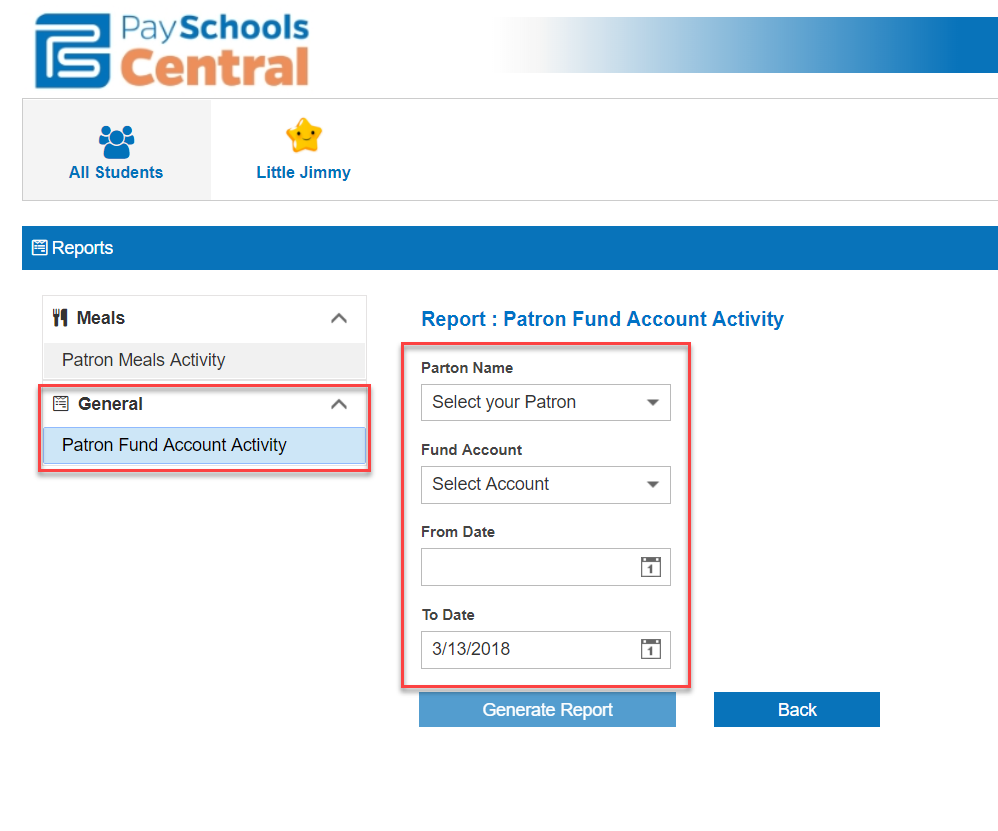 PaySchools
Central
All Students
Little Jimmy
Reports
Meals
Patron Meals Activity
General
Patron Fund Account Activity
Report : Patron Fund Account Activity
Parton Name
Select your Patron
Fund Account
Select Account
From Date
1
To Date
3/13/2018
1
Generate Report
Back